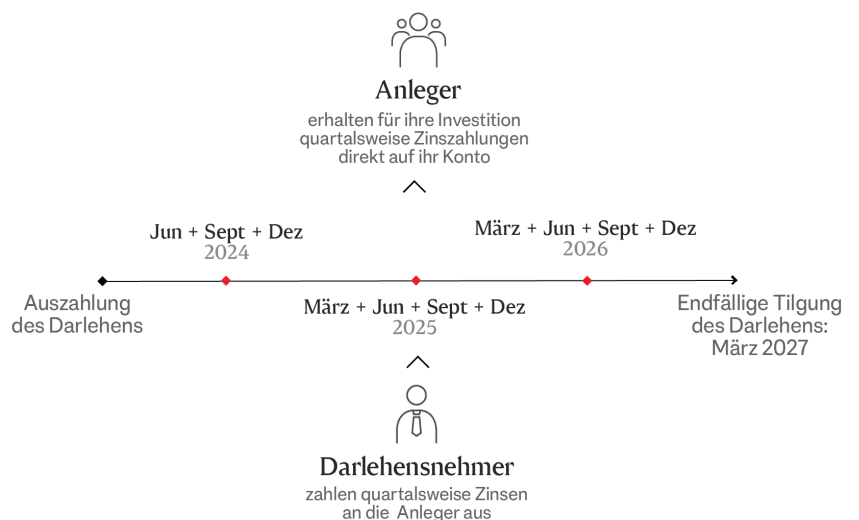 Anleger
erhalten für ihre Investition
quartalsweise Zinszahlungen
direkt auf ihr Konto
Jun + Sept + Dez
2024
März + Jun + Sept + Dez
2026
Auszahlung
des Darlehens
März + Jun + Sept + Dez
2025
Endfällige Tilgung
des Darlehens:
März 2027
Darlehensnehmer
zahlen quartalsweise Zinsen
an die Anleger aus